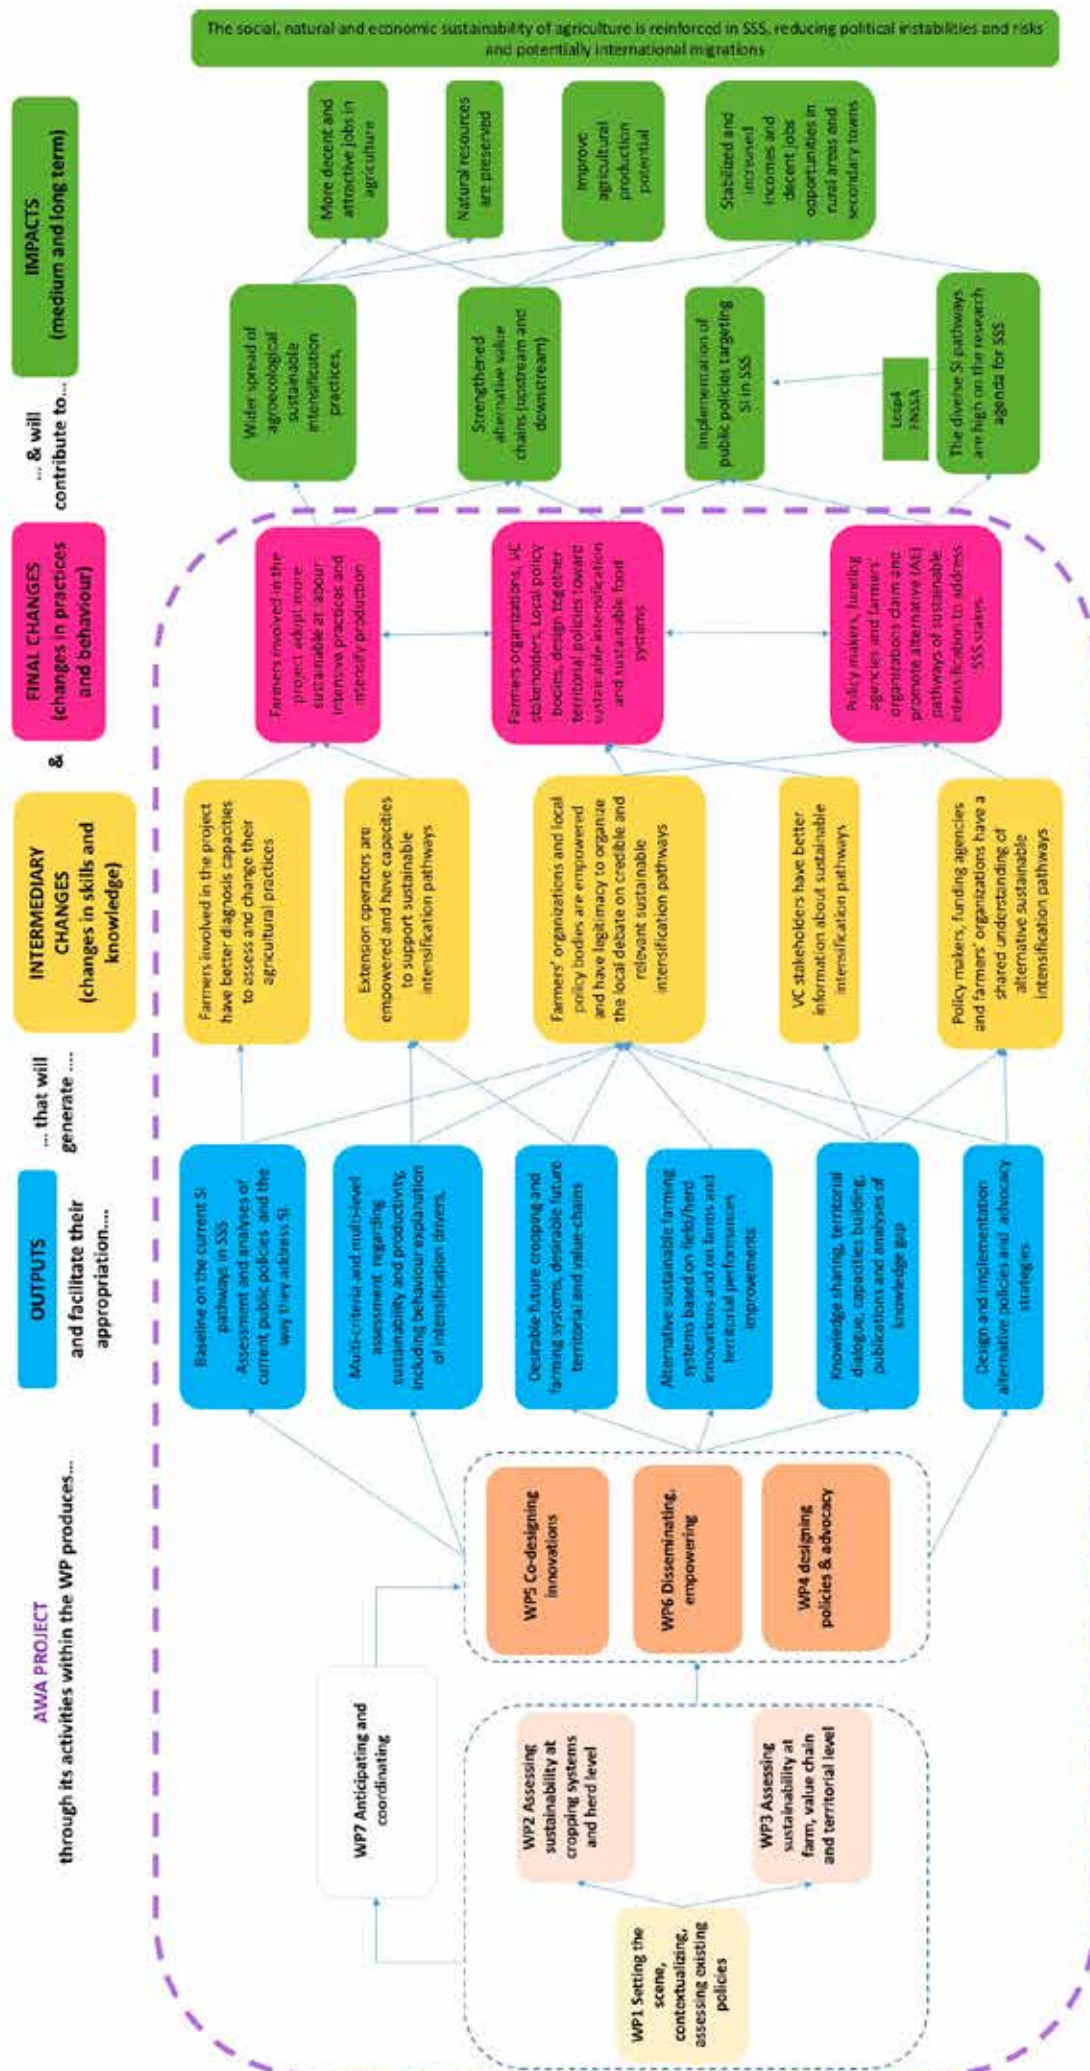 AWA PROJECT
through its activities within the WP produces...
OUTPUTS
and facilitate their
appropriation....
... that will
generate ....
INTERMEDIARY
CHANGES
(changes in skills and
knowledge)
&
FINAL CHANGES
(changes in practices
and behaviour)
... & will
contribute to...
IMPACTS
(medium and long term)
WP1 Setting the
scene,
contextualizing,
assessing existing
policies
WP7 Anticipating and
coordinating
WP2 Assessing
sustainability at
cropping systems
and herd level
WP3 Assessing
sustainability at
farm, value chain
and territorial level
WP5 Co-designing
innovations
WP6 Disseminating,
empowering
WP4 designing
policies & advocacy
Baseline on the current SI
pathways in SSS
Assessment and analyses of
current public policies and the
way they address SI
Multi-criteria and multi-level
assessment regarding
sustainability and productivity,
including behaviour explanation
of intensification drivers,
Desirable future cropping and
farming systems, desirable future
territorial and value-chains
Alternative sustainable farming
systems based on field/herd
innovations and on farms and
territorial performances
improvements
Knowledge sharing, territorial
dialogue, capacities building,
publications and analyses of
knowledge gap
Design and implementation
alternative policies and advocacy
strategies
Farmers involved in the project
have better diagnosis capacities
to assess and change their
agricultural practices
Extension operators are
empowered and have capacities
to support sustainable
intensification pathways
Farmers' organizations and local
policy bodies are empowered
and have legitimacy to organize
the local debate on credible and
relevant sustainable
intensification pathways
VC stakeholders have better
information about sustainable
intensification pathways
Policy makers, funding agencies
and farmers' organizations have a
shared understanding of
alternative sustainable
intensification pathways
Farmers involved in the
project adopt more
sustainable at labour
intensive practices and
intensify production
Farmers organizations, VC
stakeholders, Local policy
bodies, design together
territorial policies toward
sustainable intensification
and sustainable food
systems
Policy makers, funding
agencies and farmers'
organizations claim and
promote alternative (AE)
pathways of sustainable
intensification to address
SSS stakes
Wider spread of
agroecological
sustainable
intensification
practices,
Strengthened
alternative value
chains (upstream and
downstream)
Implementation of
public policies targeting
SI in SSS
Leap4
FNSSA
The diverse SI pathways
are high on the research
agenda for SSS
More decent and
attractive jobs in
agriculture
Natural resources
are preserved
Improve
agricultural
production
potential
Stabilized and
increased
incomes and
decent jobs
opportunities in
rural areas and
secondary towns
The social, natural and economic sustainability of agriculture is reinforced in SSS, reducing political instabilities and risks
and potentially international migrations